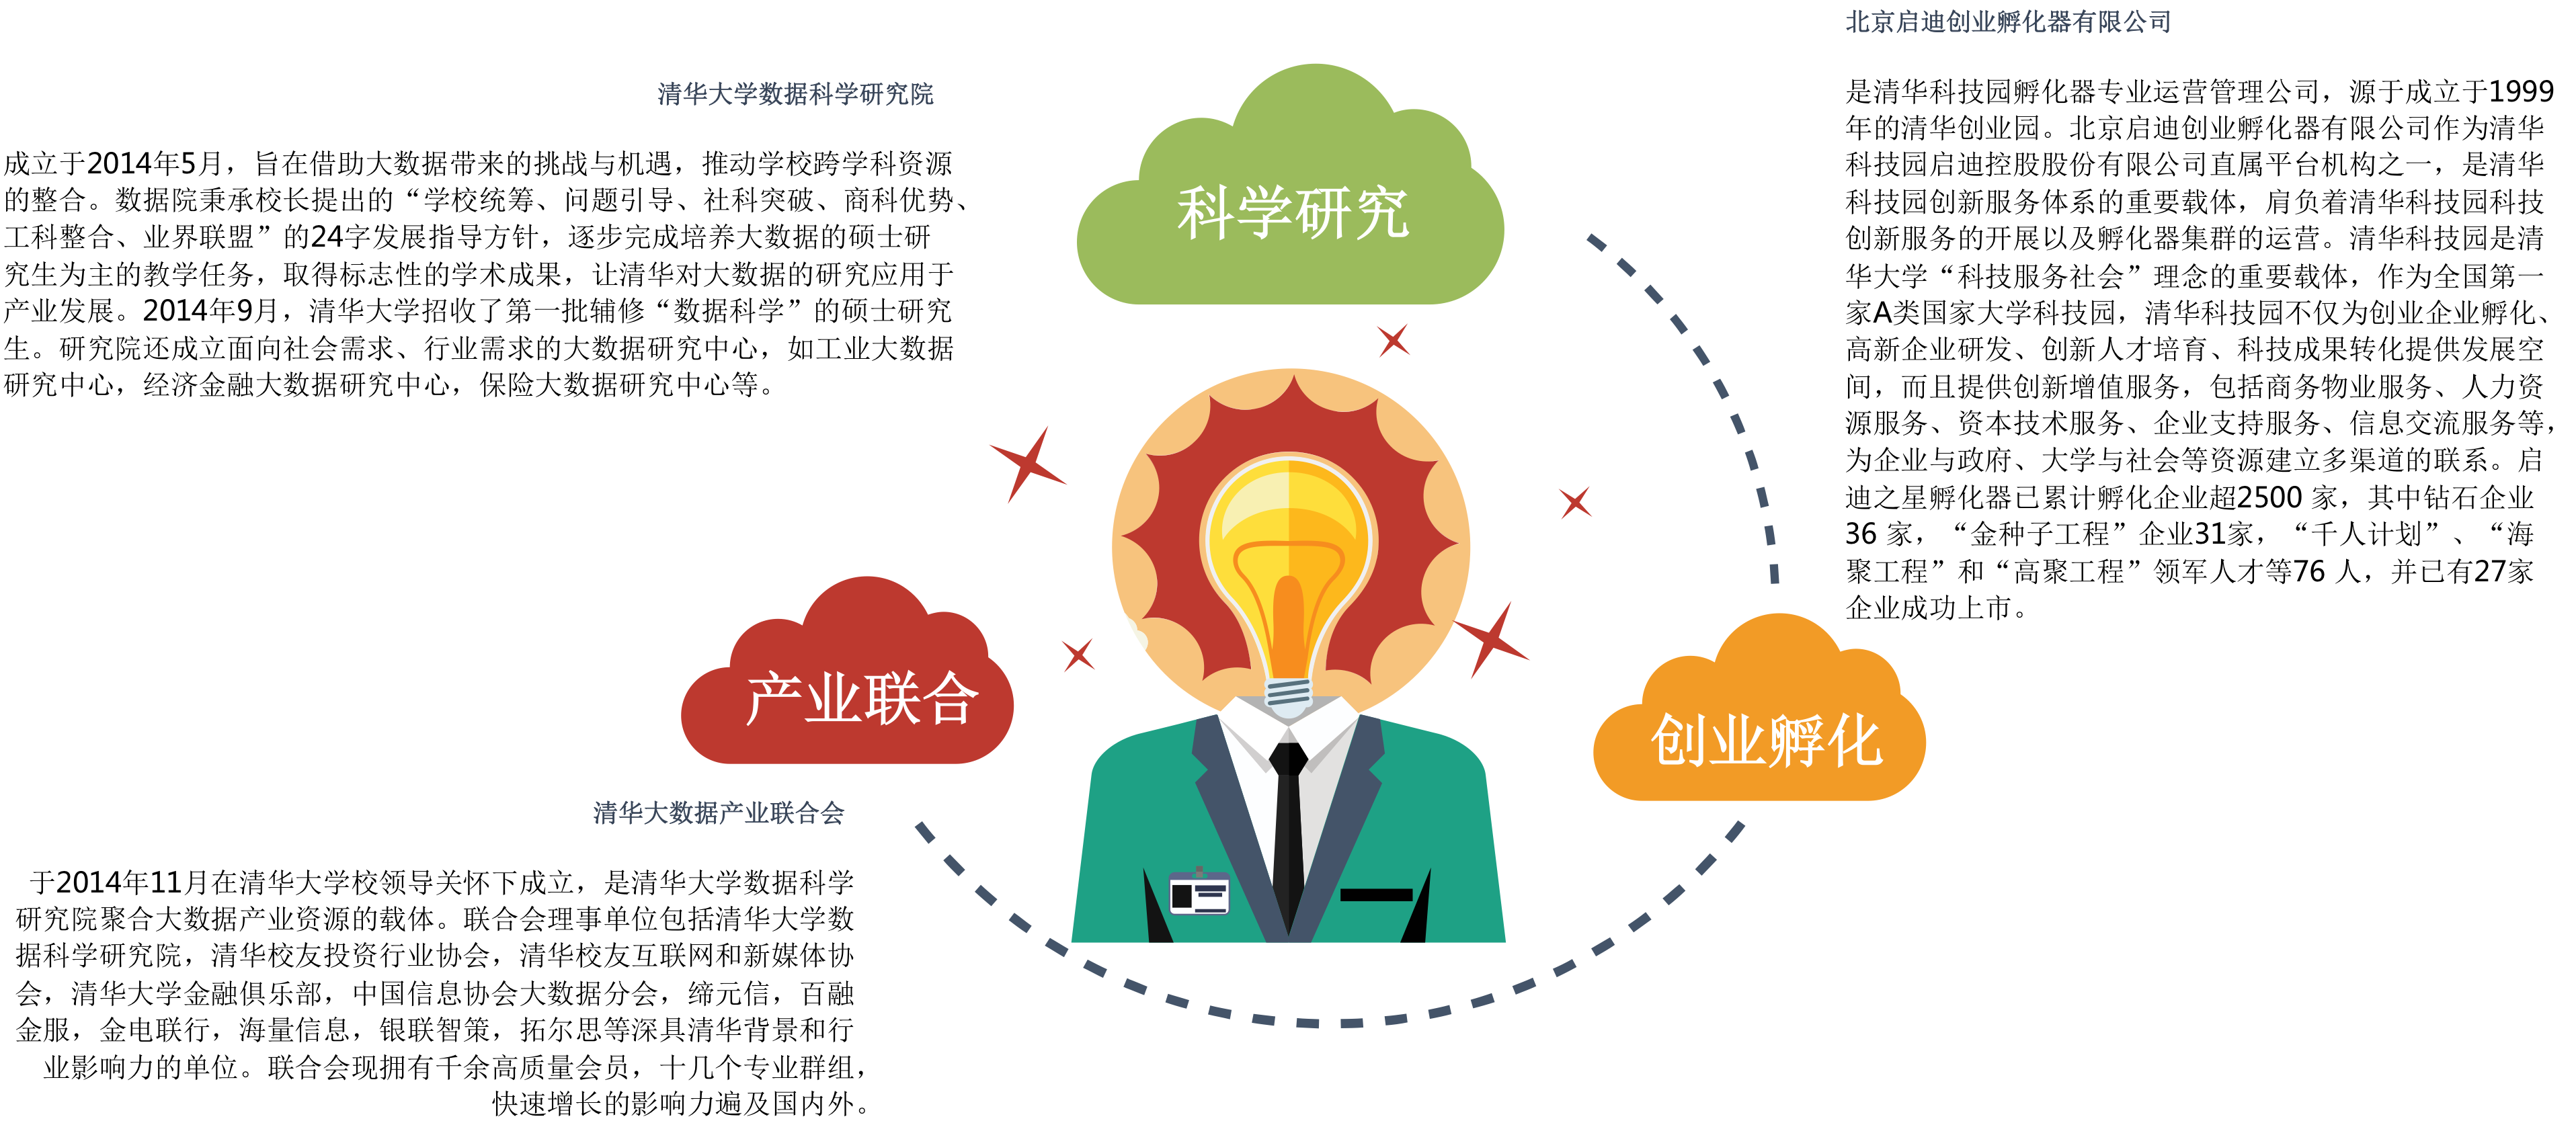 清华大学数据科学研究院
成立于2014年5月，旨在借助大数据带来的挑战与机遇，推动学校跨学科资源
的整合。数据院秉承校长提出的“学校统筹、问题引导、社科突破、商科优势、
工科整合、业界联盟”的24字发展指导方针，逐步完成培养大数据的硕士研
究生为主的教学任务，取得标志性的学术成果，让清华对大数据的研究应用于
产业发展。2014年9月，清华大学招收了第一批辅修“数据科学”的硕士研究
生。研究院还成立面向社会需求、行业需求的大数据研究中心，如工业大数据
研究中心，经济金融大数据研究中心，保险大数据研究中心等。
科学研究
北京启迪创业孵化器有限公司
是清华科技园孵化器专业运营管理公司，源于成立于1999
年的清华创业园。北京启迪创业孵化器有限公司作为清华
科技园启迪控股股份有限公司直属平台机构之一，是清华
科技园创新服务体系的重要载体，肩负着清华科技园科技
创新服务的开展以及孵化器集群的运营。清华科技园是清
华大学“科技服务社会”理念的重要载体，作为全国第一
家A类国家大学科技园，清华科技园不仅为创业企业孵化、
高新企业研发、创新人才培育、科技成果转化提供发展空
间，而且提供创新增值服务，包括商务物业服务、人力资
源服务、资本技术服务、企业支持服务、信息交流服务等，
为企业与政府、大学与社会等资源建立多渠道的联系。启
迪之星孵化器已累计孵化企业超2500 家，其中钻石企业
36 家，“金种子工程”企业31家，“千人计划”、“海
聚工程”和“高聚工程”领军人才等76 人，并已有27家
企业成功上市。
产业联合
创业孵化
清华大数据产业联合会
于2014年11月在清华大学校领导关怀下成立，是清华大学数据科学
研究院聚合大数据产业资源的载体。联合会理事单位包括清华大学数
据科学研究院，清华校友投资行业协会，清华校友互联网和新媒体协
会，清华大学金融俱乐部，中国信息协会大数据分会，缔元信，百融
金服，金电联行，海量信息，银联智策，拓尔思等深具清华背景和行
业影响力的单位。联合会现拥有千余高质量会员，十几个专业群组，
快速增长的影响力遍及国内外。